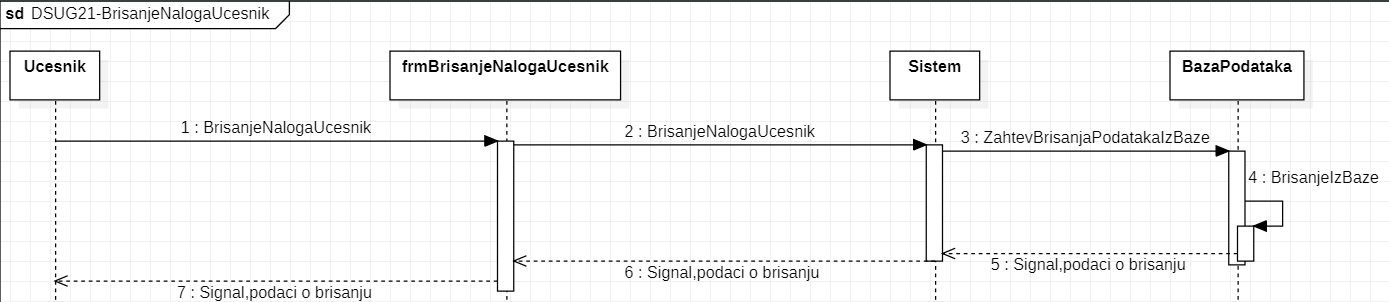 sd DSUG21-BrisanjeNalogaUcesnik
Ucesnik
frmBrisanjeNalogaUcesnik
Sistem
BazaPodataka
1 : BrisanjeNalogaUcesnik
2 : BrisanjeNalogaUcesnik
3 : ZahtevBrisanjaPodatakaIzBaze
4 : BrisanjeIzBaze
5 : Signal,podaci o brisanju
6 : Signal,podaci o brisanju
7 : Signal,podaci o brisanju